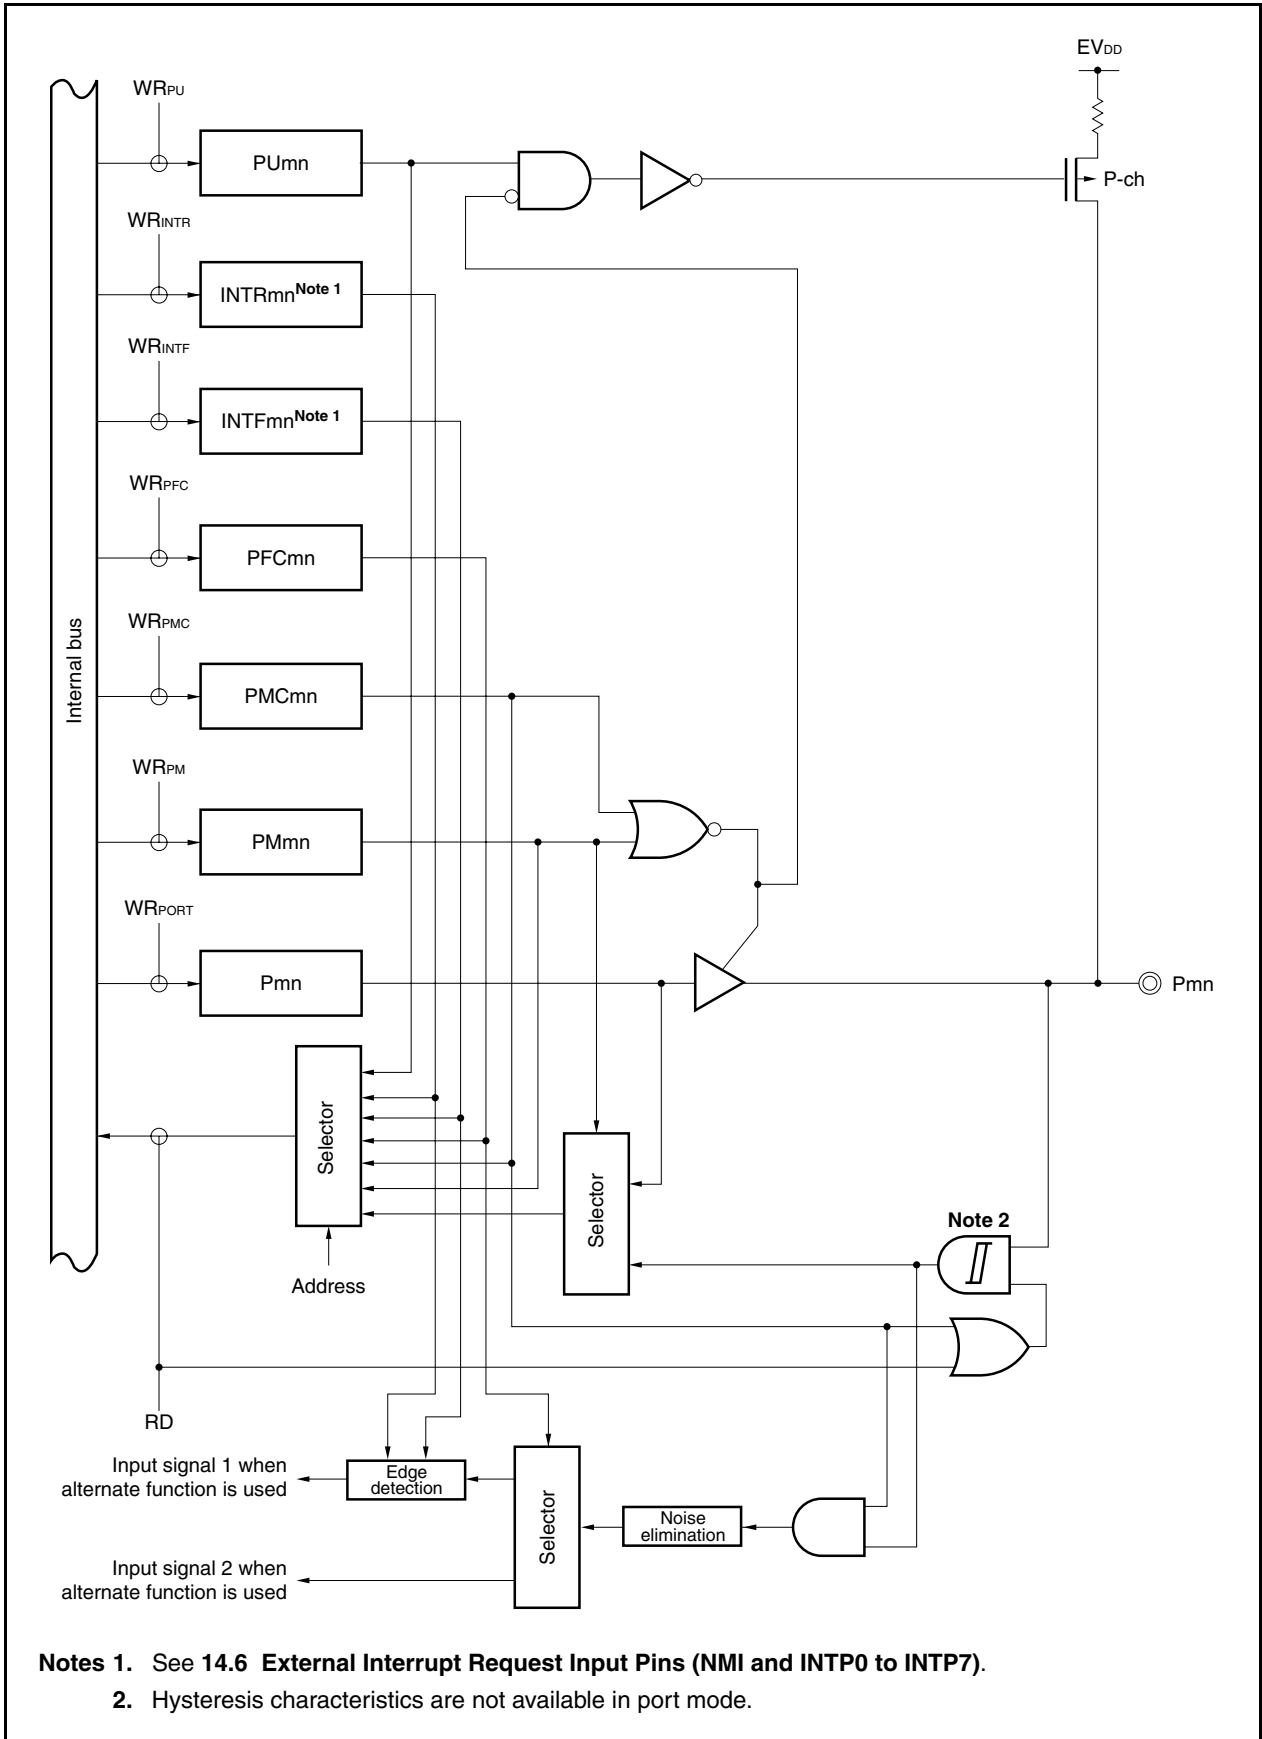 EVDD
WRPU
PUmn
P-ch
WRINTR
INTRmnNote 1
WRINTF
INTFmnNote 1
WRPFC
PFCmn
WRPMC
Internal bus
PMCmn
WRPM
PMmn
WRPORT
Pmn
Pmn
Selector
Selector
Note 2
Address
RD
Input signal 1 when
alternate function is used
Edge
detection
Selector
Noise
elimination
Input signal 2 when
alternate function is used
Notes 1. See 14.6 External Interrupt Request Input Pins (NMI and INTP0 to INTP7).
2. Hysteresis characteristics are not available in port mode.